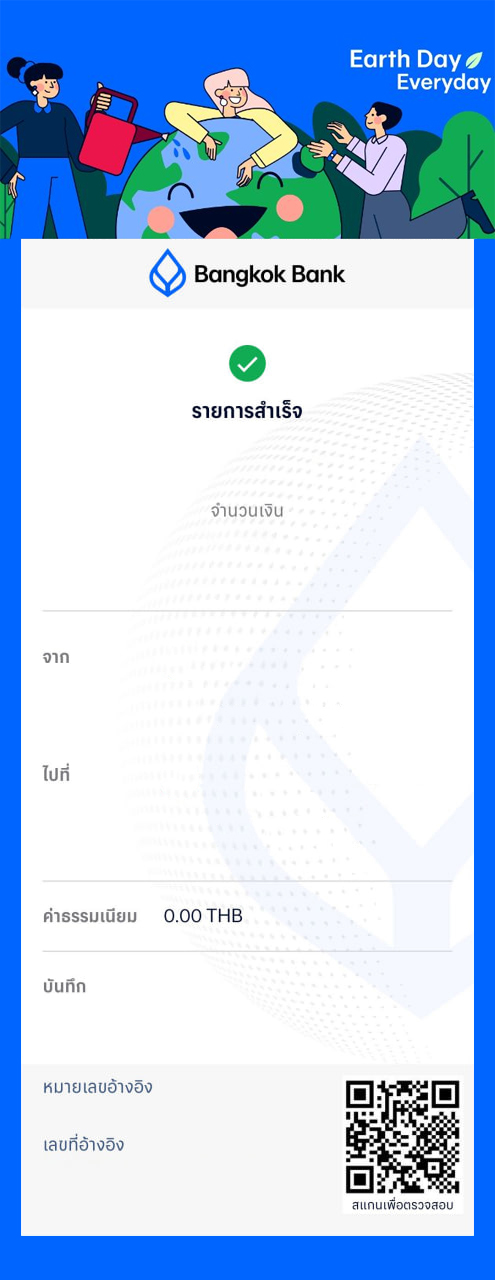 Earth Day
Everyday
Bangkok Bank
รายการสำเร็จ
จำนวนเงิน
จาก
ไปที่
ค่าธรรมเนียม 0.00 THB
บันทึก
หมายเลขอ้างอิง
เลขที่อ้างอิง
สแกนเพื่อตรวจสอบ